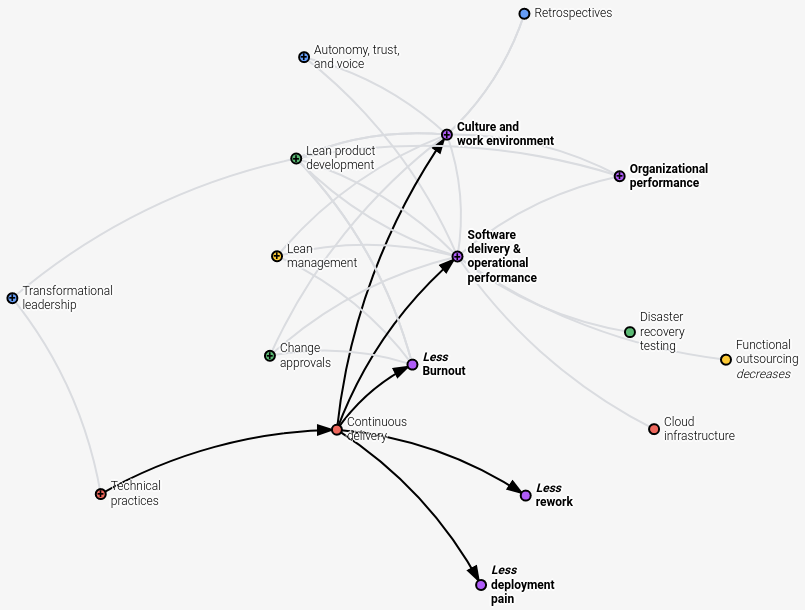 Retrospectives
Autonomy, trust,
and voice
Culture and
work environment
Lean product
development
Organizational
performance
Software
delivery &
operational
performance
Lean
management
Transformational
leadership
Disaster
recovery
testing
Functional
outsourcing
decreases
Change
approvals
Less
Burnout
Continuous
delivery
Cloud
infrastructure
Technical
practices
Less
rework
Less
deployment
pain